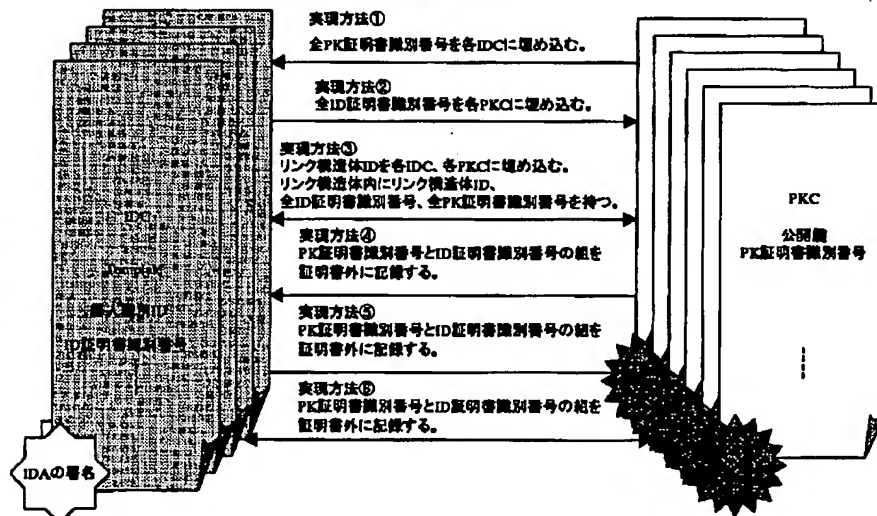 実現方法①
全PK証明書識別番号を各IDCに埋め込む。
実現方法②
全ID証明書識別番号を各PKCに埋め込む。
実現方法③
リンク構造体IDを各IDC、各PKCに埋め込む。
リンク構造体内にリンク構造体ID、
全ID証明書識別番号、全PK証明書識別番号を持つ。
実現方法④
PK証明書識別番号とID証明書識別番号の組を
証明書外に記録する。
実現方法⑤
PK証明書識別番号とID証明書識別番号の組を
証明書外に記録する。
実現方法⑥
PK証明書識別番号とID証明書識別番号の組を
証明書外に記録する。
IDC
Template
個人識別ID
ID証明書識別番号
IDAの署名
PKC
公開鍵
PK証明書識別番号